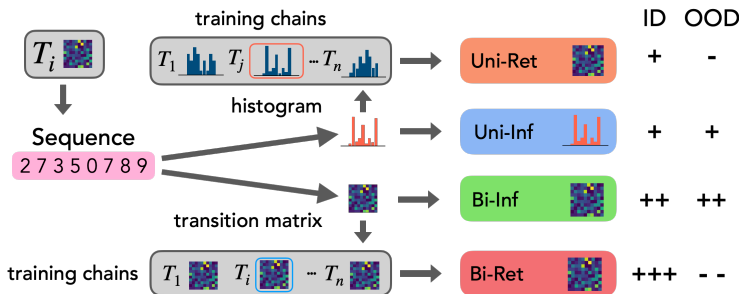 training chains
ID OOD
T_i
T_1 T_j ... T_n
Uni-Ret
+ -
histogram
Sequence
2 7 3 5 0 7 8 9
Uni-Inf
+ +
Bi-Inf
++ ++
transition matrix
training chains
T_1 T_i ... T_n
Bi-Ret
+++ - -